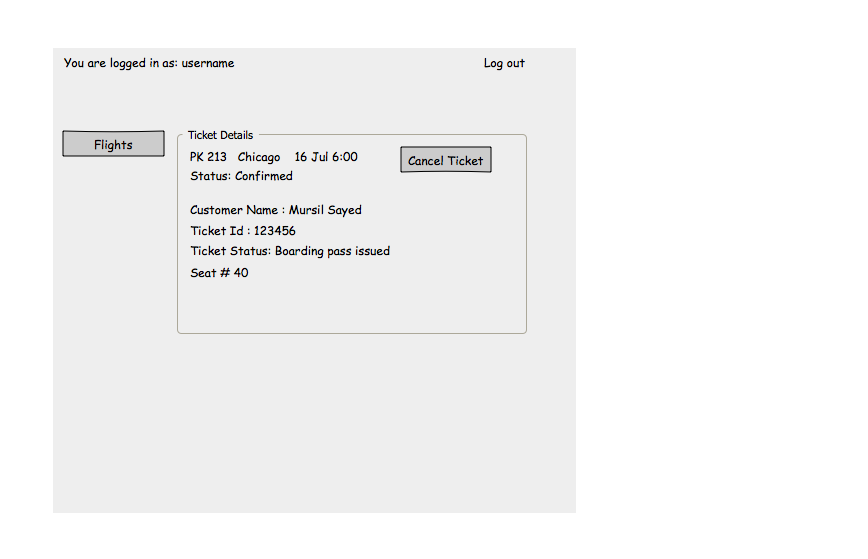 You are logged in as: username Log out
Flights
Ticket Details
PK 213 Chicago 16 Jul 6:00
Cancel Ticket
Status: Confirmed
Customer Name : Mursil Sayed
Ticket Id : 123456
Ticket Status: Boarding pass issued
Seat # 40